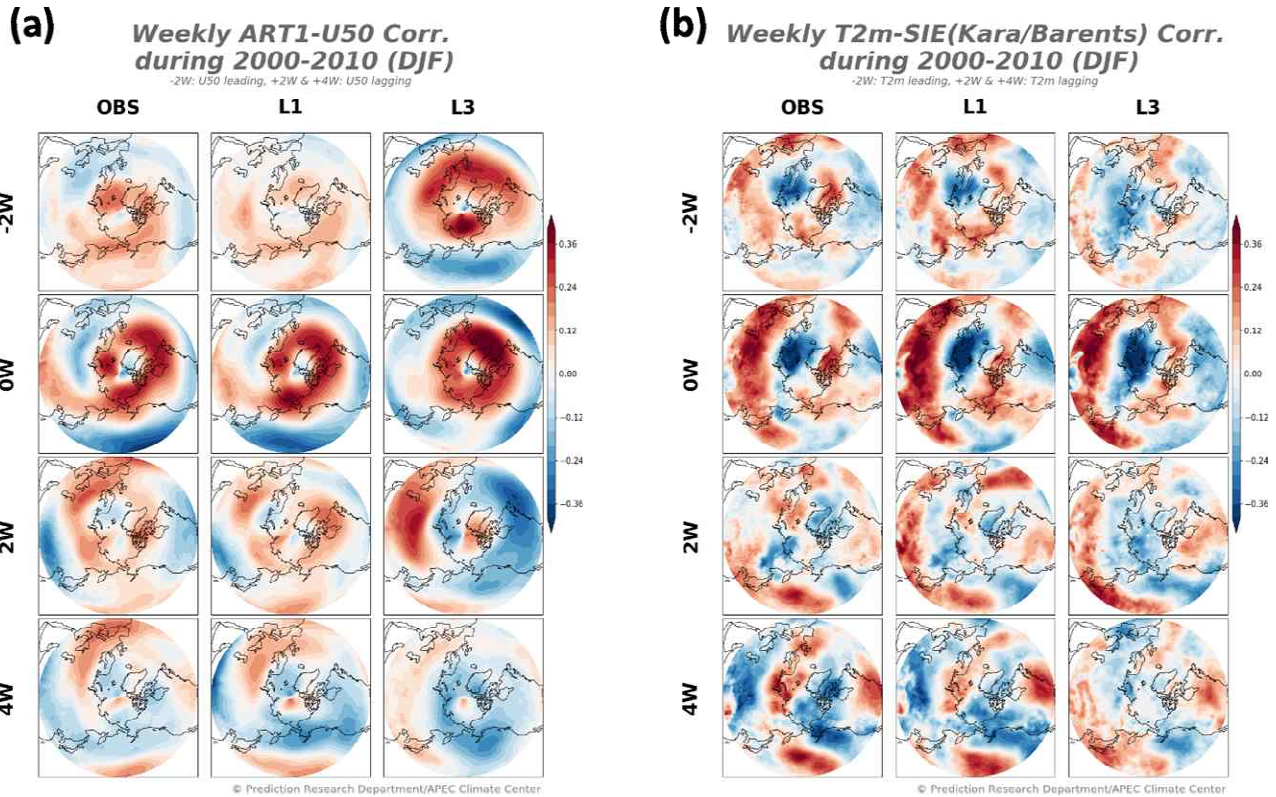 (a)
Weekly ART1-U50 Corr.
during 2000-2010 (DJF)
-2W: U50 leading, +2W & +4W: U50 lagging
OBS L1 L3
-2W
0W
2W
4W
0.36
0.24
0.12
0.00
−0.12
−0.24
−0.36
© Prediction Research Department/APEC Climate Center
(b)
Weekly T2m-SIE(Kara/Barents) Corr.
during 2000-2010 (DJF)
-2W: T2m leading, +2W & +4W: T2m lagging
OBS L1 L3
-2W
0W
2W
4W
0.36
0.24
0.12
0.00
−0.12
−0.24
−0.36
© Prediction Research Department/APEC Climate Center